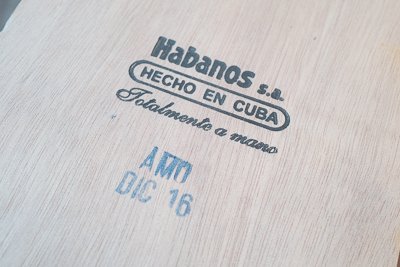 Habanos s.a.
HECHO EN CUBA
Totalmente a mano
AMO
DIC 16